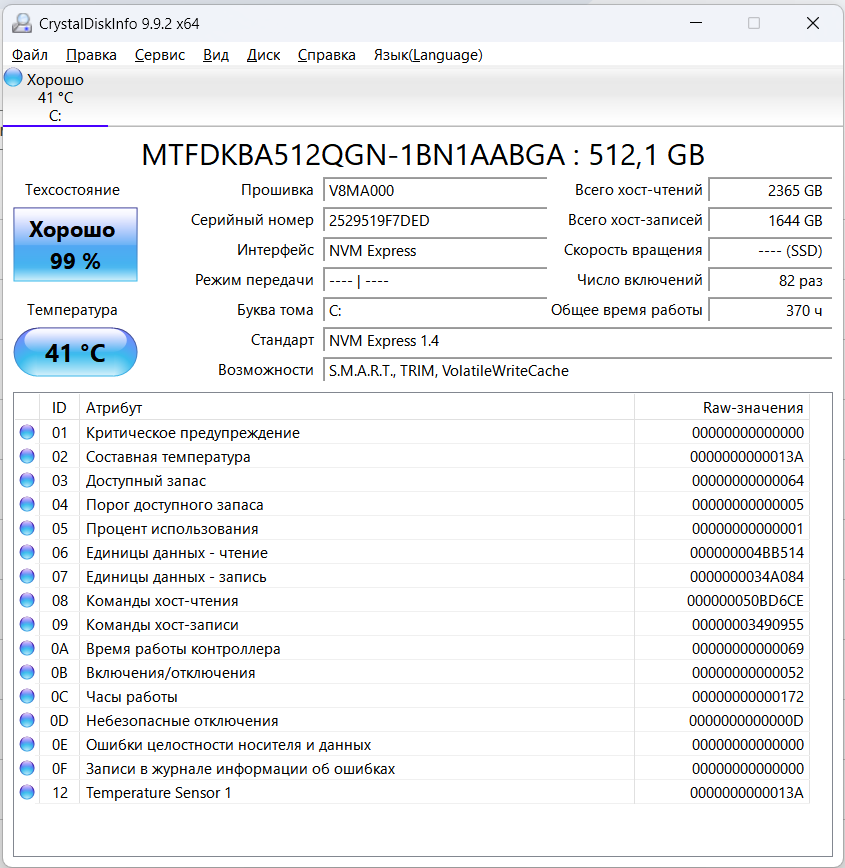 CrystalDiskInfo 9.9.2 x64
Файл Правка Сервис Вид Диск Справка Язык(Language)
Хорошо
41 °C
C:
MTFDKBA512QGN-1BN1AABGA : 512,1 GB
Техсостояние
Хорошо
99 %
Температура
41 °C
Прошивка V8MA000
Серийный номер 2529519F7DED
Интерфейс NVM Express
Режим передачи ---- | ----
Буква тома C:
Стандарт NVM Express 1.4
Возможности S.M.A.R.T., TRIM, VolatileWriteCache
Всего хост-чтений 2365 GB
Всего хост-записей 1644 GB
Скорость вращения ---- (SSD)
Число включений 82 раз
Общее время работы 370 ч
ID Атрибут Raw-значения
01 Критическое предупреждение 00000000000000
02 Составная температура 0000000000013A
03 Доступный запас 00000000000064
04 Порог доступного запаса 00000000000005
05 Процент использования 00000000000001
06 Единицы данных - чтение 000000004BB514
07 Единицы данных - запись 0000000034A084
08 Команды хост-чтения 000000050BD6CE
09 Команды хост-записи 00000003490955
0A Время работы контроллера 00000000000069
0B Включения/отключения 00000000000052
0C Часы работы 00000000000172
0D Небезопасные отключения 0000000000000D
0E Ошибки целостности носителя и данных 00000000000000
0F Записи в журнале информации об ошибках 00000000000000
12 Temperature Sensor 1 0000000000013A